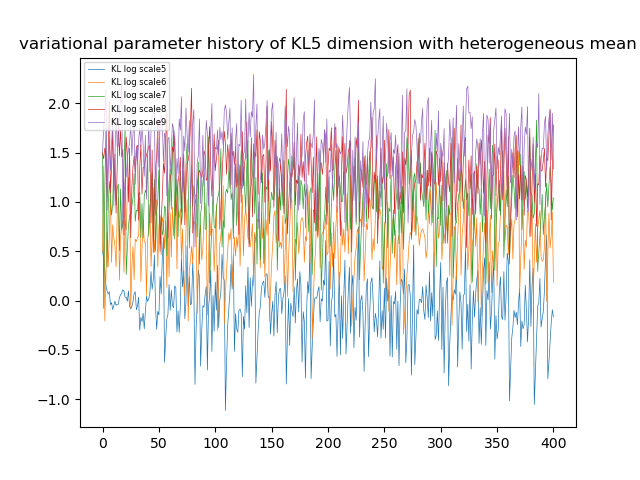 variational parameter history of KL5 dimension with heterogeneous mean
KL log scale5
KL log scale6
KL log scale7
KL log scale8
KL log scale9
2.0
1.5
1.0
0.5
0.0
−0.5
−1.0
0 50 100 150 200 250 300 350 400